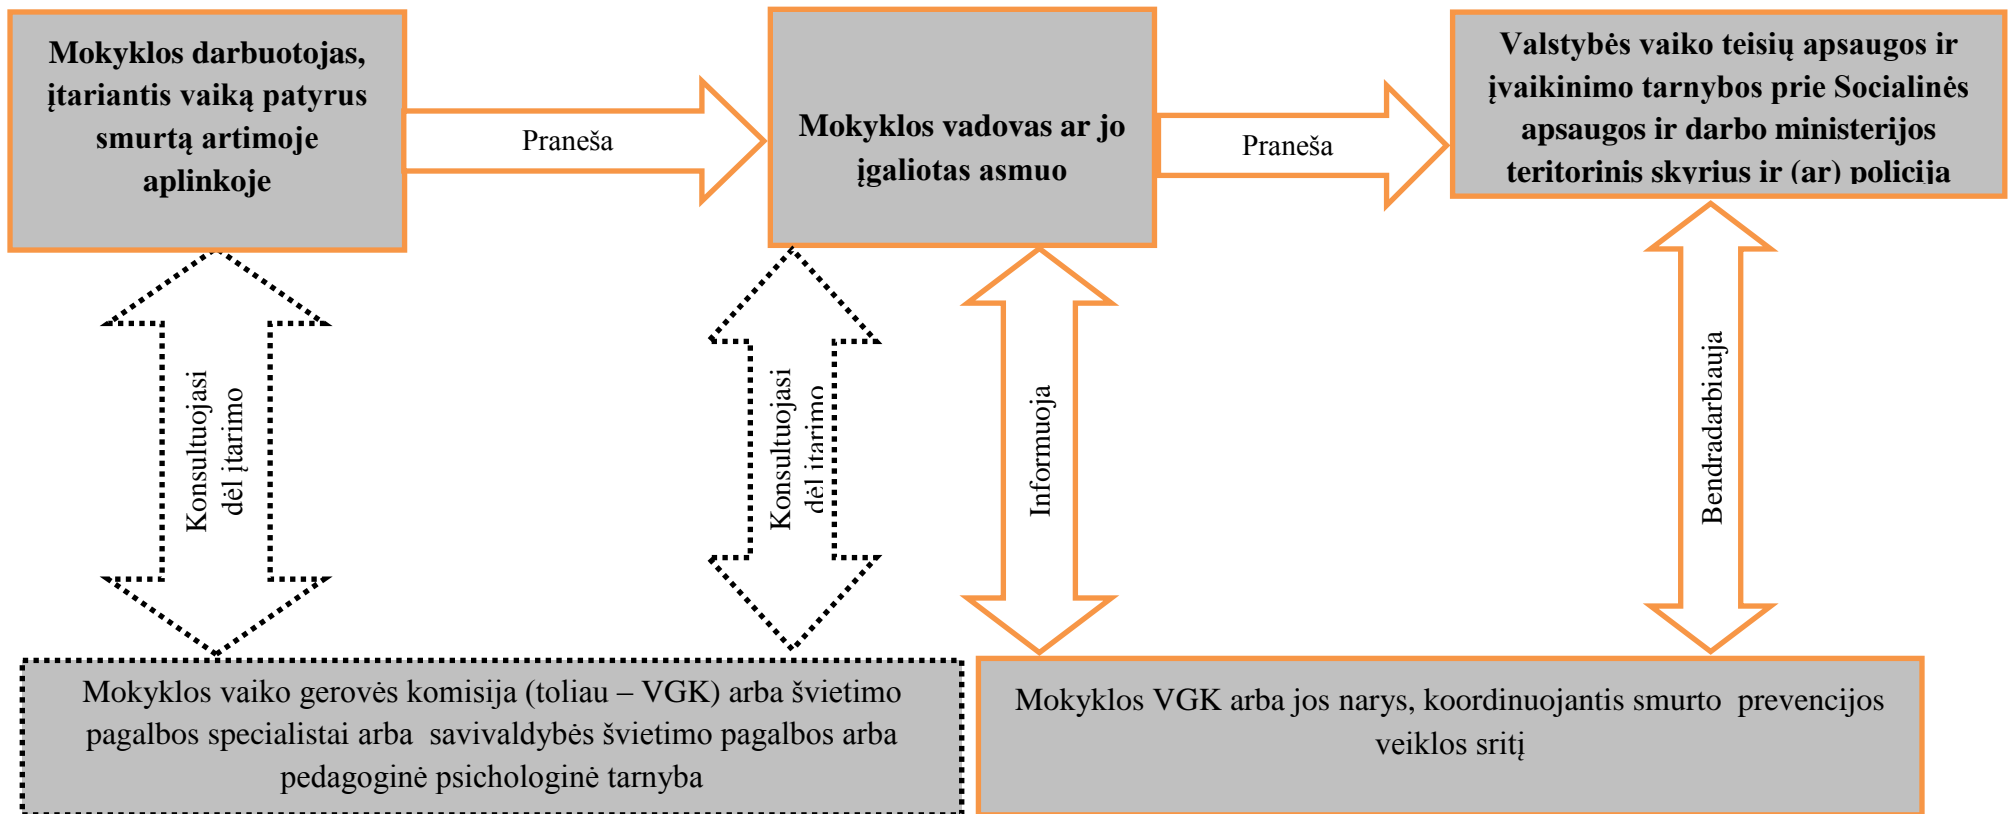 Mokyklos darbuotojas,
įtariantis vaiką patyrus
smurtą artimoje
aplinkoje
Praneša
Mokyklos vadovas ar jo
įgaliotas asmuo
Praneša
Valstybės vaiko teisių apsaugos ir
įvaikinimo tarnybos prie Socialinės
apsaugos ir darbo ministerijos
teritorinis skyrius ir (ar) policija
Konsultuojasi
dėl įtarimo
Konsultuojasi
dėl įtarimo
Informuoja
Bendradarbiauja
Mokyklos vaiko gerovės komisija (toliau – VGK) arba švietimo
pagalbos specialistai arba  savivaldybės švietimo pagalbos arba
pedagoginė psichologinė tarnyba
Mokyklos VGK arba jos narys, koordinuojantis smurto  prevencijos
veiklos sritį